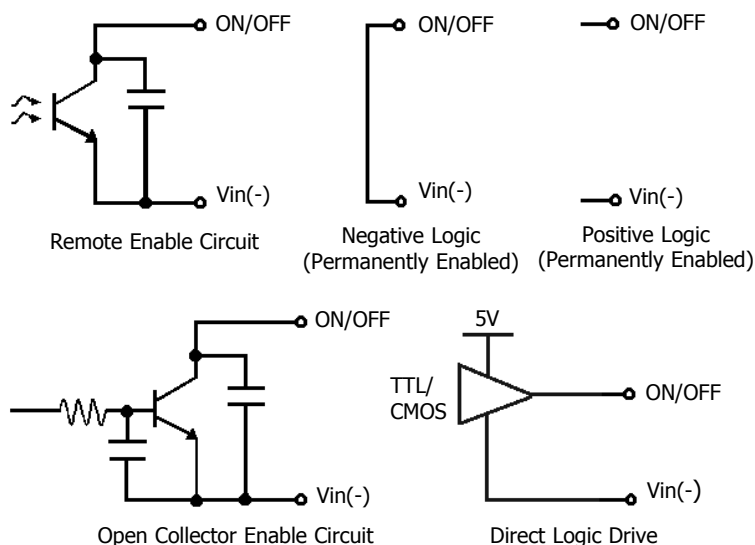 ON/OFF
Vin(-)
Remote Enable Circuit
ON/OFF
Vin(-)
Negative Logic
(Permanently Enabled)
ON/OFF
Vin(-)
Positive Logic
(Permanently Enabled)
ON/OFF
Vin(-)
Open Collector Enable Circuit
5V
TTL/
CMOS
ON/OFF
Vin(-)
Direct Logic Drive